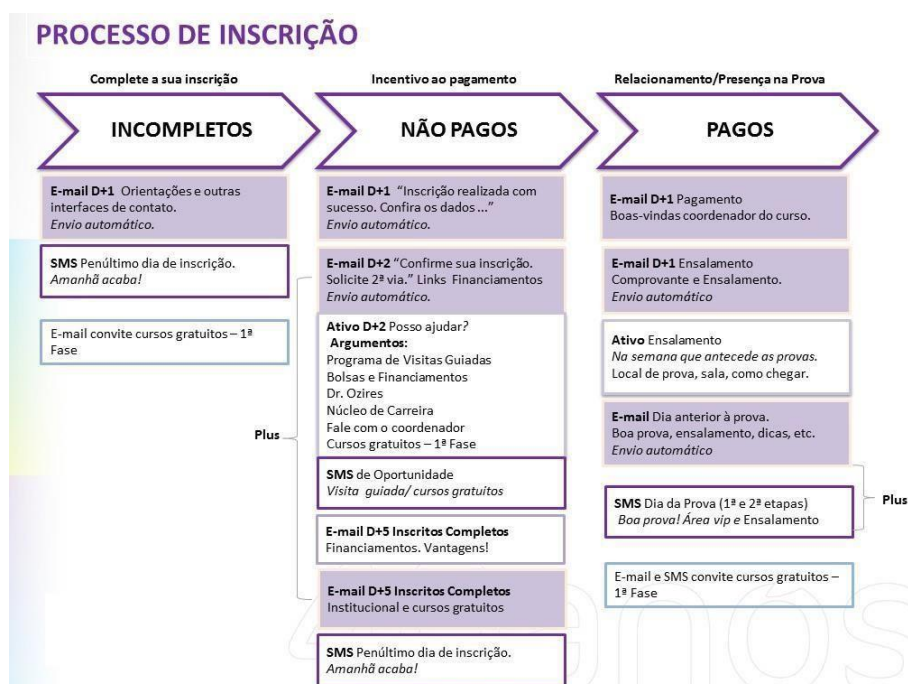 PROCESSO DE INSCRIÇÃO
Complete a sua inscrição
INCOMPLETOS
E-mail D+1 Orientações e outras
interfaces de contato.
Envio automático.
SMS Penúltimo dia de inscrição.
Amanhã acaba!
E-mail convite cursos gratuitos – 1ª
Fase
Incentivo ao pagamento
NÃO PAGOS
E-mail D+1 “Inscrição realizada com
sucesso. Confira os dados ...”
Envio automático.
E-mail D+2 “Confirme sua inscrição.
Solicite 2ª via.” Links Financiamentos
Envio automático.
Ativo D+2 Posso ajudar?
Argumentos:
Programa de Visitas Guiadas
Bolsas e Financiamentos
Dr. Ozires
Núcleo de Carreira
Fale com o coordenador
Cursos gratuitos – 1ª Fase
Plus
SMS de Oportunidade
Visita guiada/ cursos gratuitos
E-mail D+5 Inscritos Completos
Financiamentos. Vantagens!
E-mail D+5 Inscritos Completos
Institucional e cursos gratuitos
SMS Penúltimo dia de inscrição.
Amanhã acaba!
Relacionamento/Presença na Prova
PAGOS
E-mail D+1 Pagamento
Boas-vindas coordenador do curso.
E-mail D+1 Ensalamento
Comprovante e Ensalamento.
Envio automático
Ativo Ensalamento
Na semana que antecede as provas.
Local de prova, sala, como chegar.
E-mail Dia anterior à prova.
Boa prova, ensalamento, dicas, etc.
Envio automático
SMS Dia da Prova (1ª e 2ª etapas)
Boa prova! Área vip e Ensalamento
Plus
E-mail e SMS convite cursos gratuitos –
1ª Fase